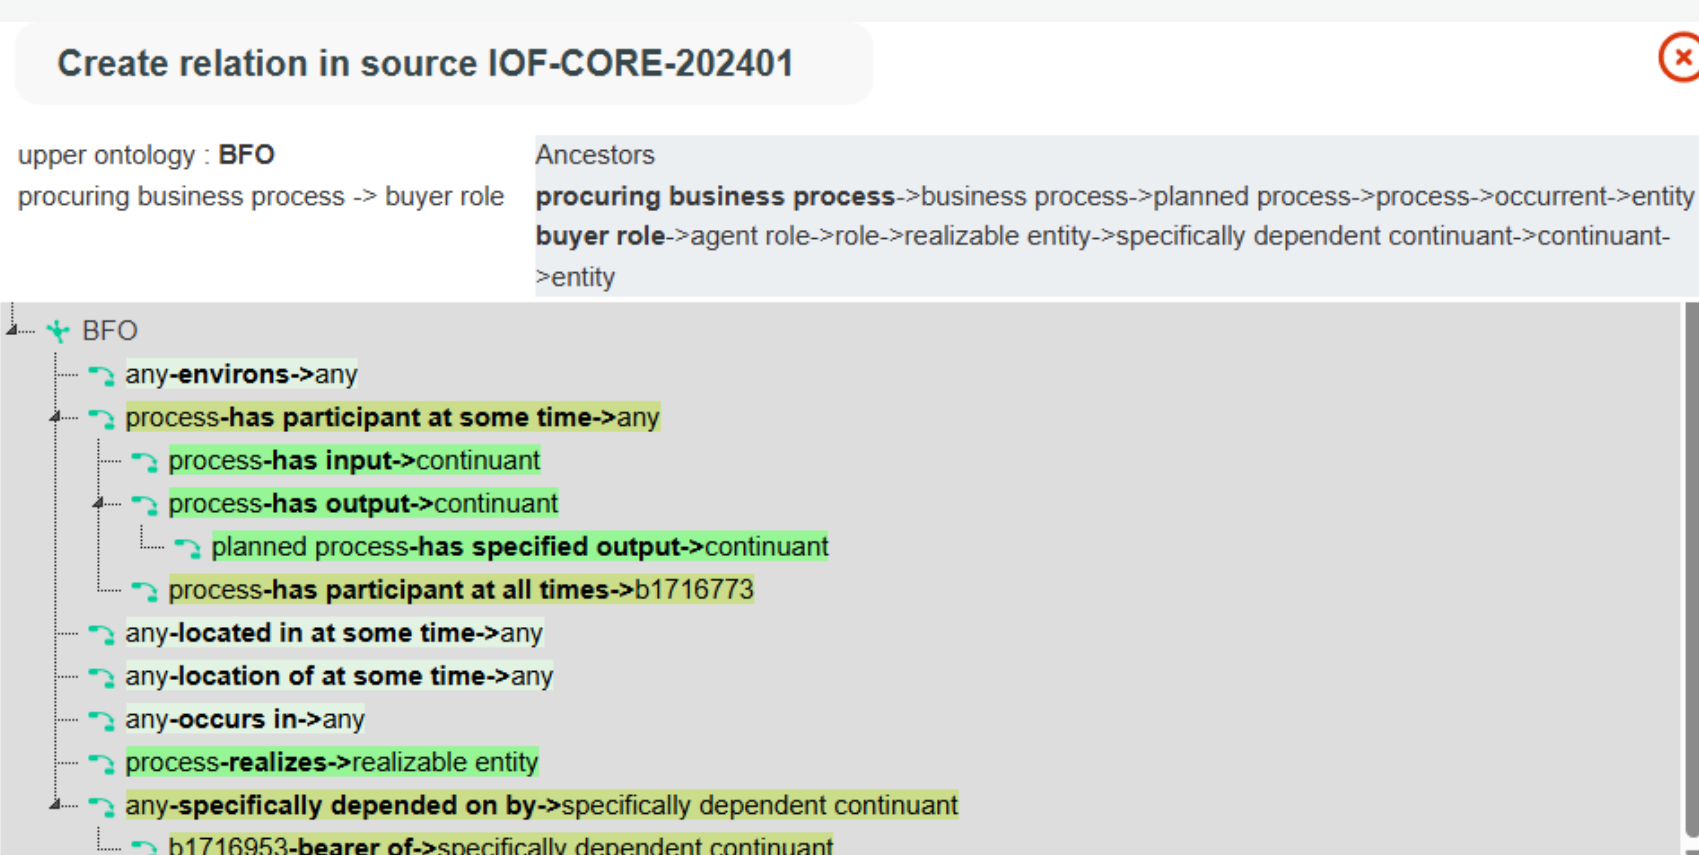 Create relation in source IOF-CORE-202401
upper ontology : BFO
procuring business process -> buyer role
Ancestors
procuring business process->business process->planned process->process->occurrent->entity
buyer role->agent role->role->realizable entity->specifically dependent continuant->continuant-
>entity
BFO
any-environs->any
process-has participant at some time->any
process-has input->continuant
process-has output->continuant
planned process-has specified output->continuant
process-has participant at all times->b1716773
any-located in at some time->any
any-location of at some time->any
any-occurs in->any
process-realizes->realizable entity
any-specifically depended on by->specifically dependent continuant
b1716953-bearer of->specifically dependent continuant